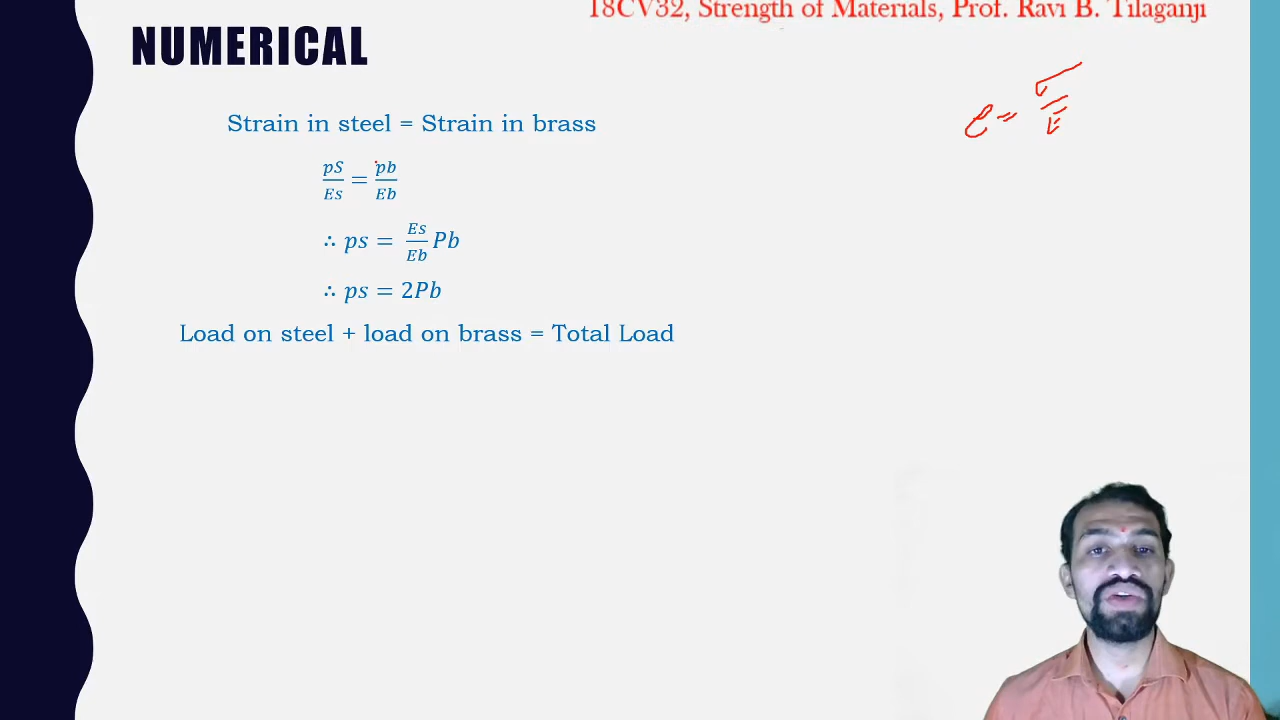 18CV32, Strength of Materials, Prof. Ravi B. Tilaganji
NUMERICAL
e = σ/E
Strain in steel = Strain in brass
pS/Es = pb/Eb
∴ ps = Es/Eb Pb
∴ ps = 2Pb
Load on steel + load on brass = Total Load